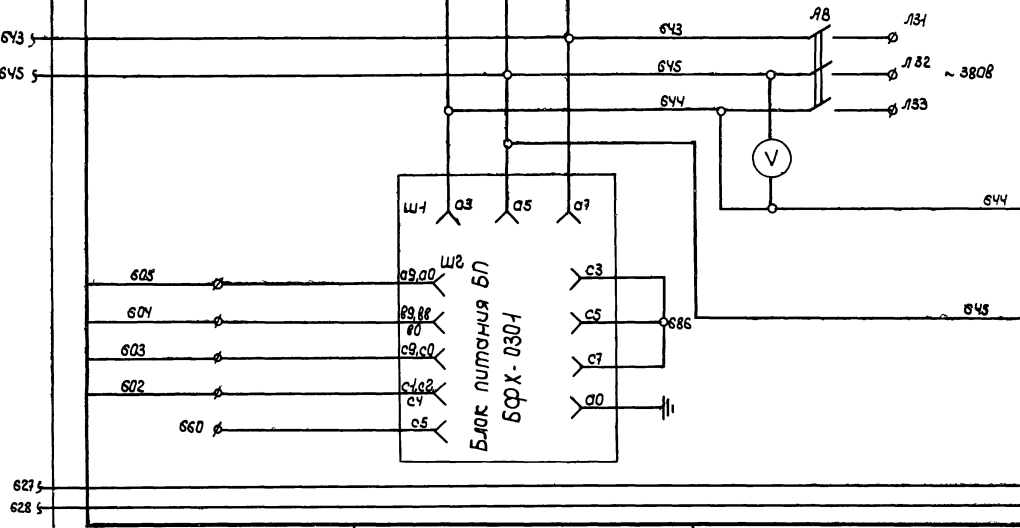 АВ
Л31
643
643
645
645
Л32
~ 380В
644
Л33
V
644
Ш1
а3
а5
а7
Ш2
605
а9,а0
с3
604
в9,в8
в0
с5
686
645
603
с9,с0
с7
602
с1,с2
с4
а0
660
с5
Блок питания БП
БФХ-0301
627
628